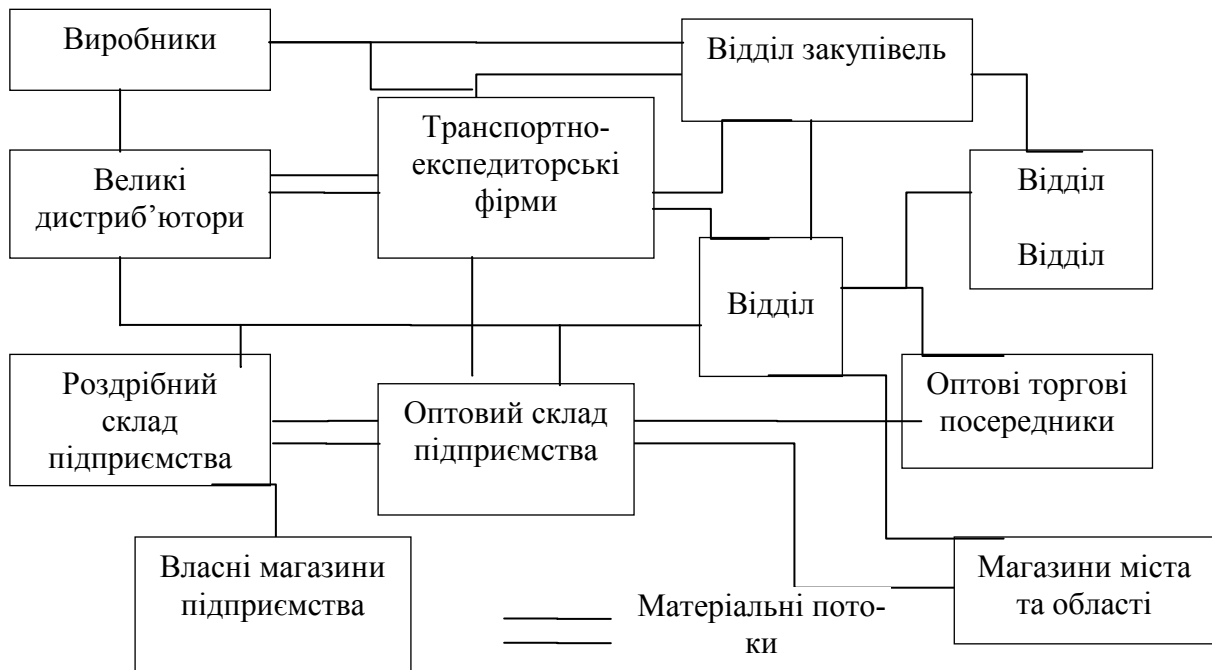 Виробники
Відділ закупівель
Транспортно-
експедиторські
фірми
Великі
дистриб’ютори
Відділ
Відділ
Відділ
Роздрібний
склад
підприємства
Оптовий склад
підприємства
Оптові торгові
посередники
Власні магазини
підприємства
Матеріальні пото-
ки
Магазини міста
та області